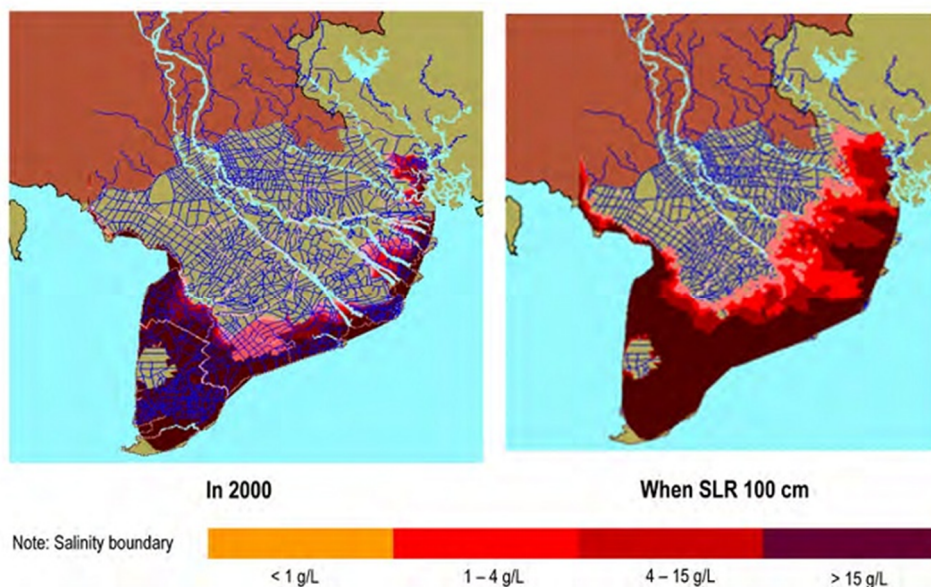 In 2000
When SLR 100 cm
Note: Salinity boundary
< 1 g/L
1 – 4 g/L
4 – 15 g/L
> 15 g/L